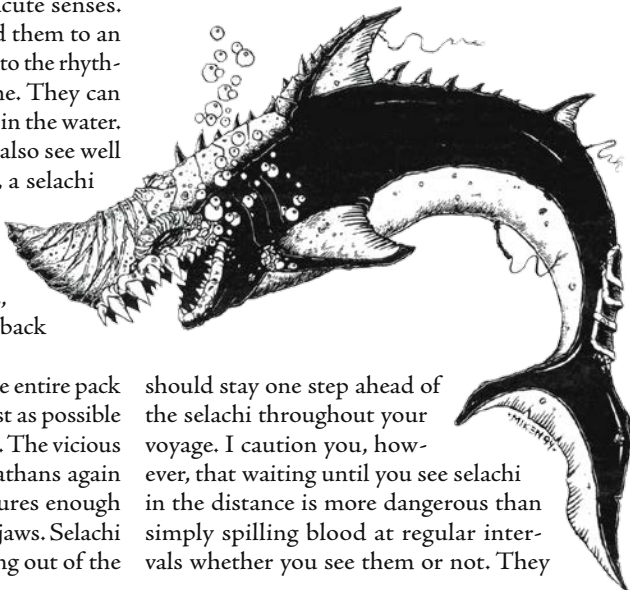 cute senses.
d them to an
to the rhyth-
ne. They can
in the water.
also see well
, a selachi
back
e entire pack
st as possible
. The vicious
athans again
ures enough
jaws. Selachi
ng out of the
should stay one step ahead of
the selachi throughout your
voyage. I caution you, how-
ever, that waiting until you see selachi
in the distance is more dangerous than
simply spilling blood at regular inter-
vals whether you see them or not. They